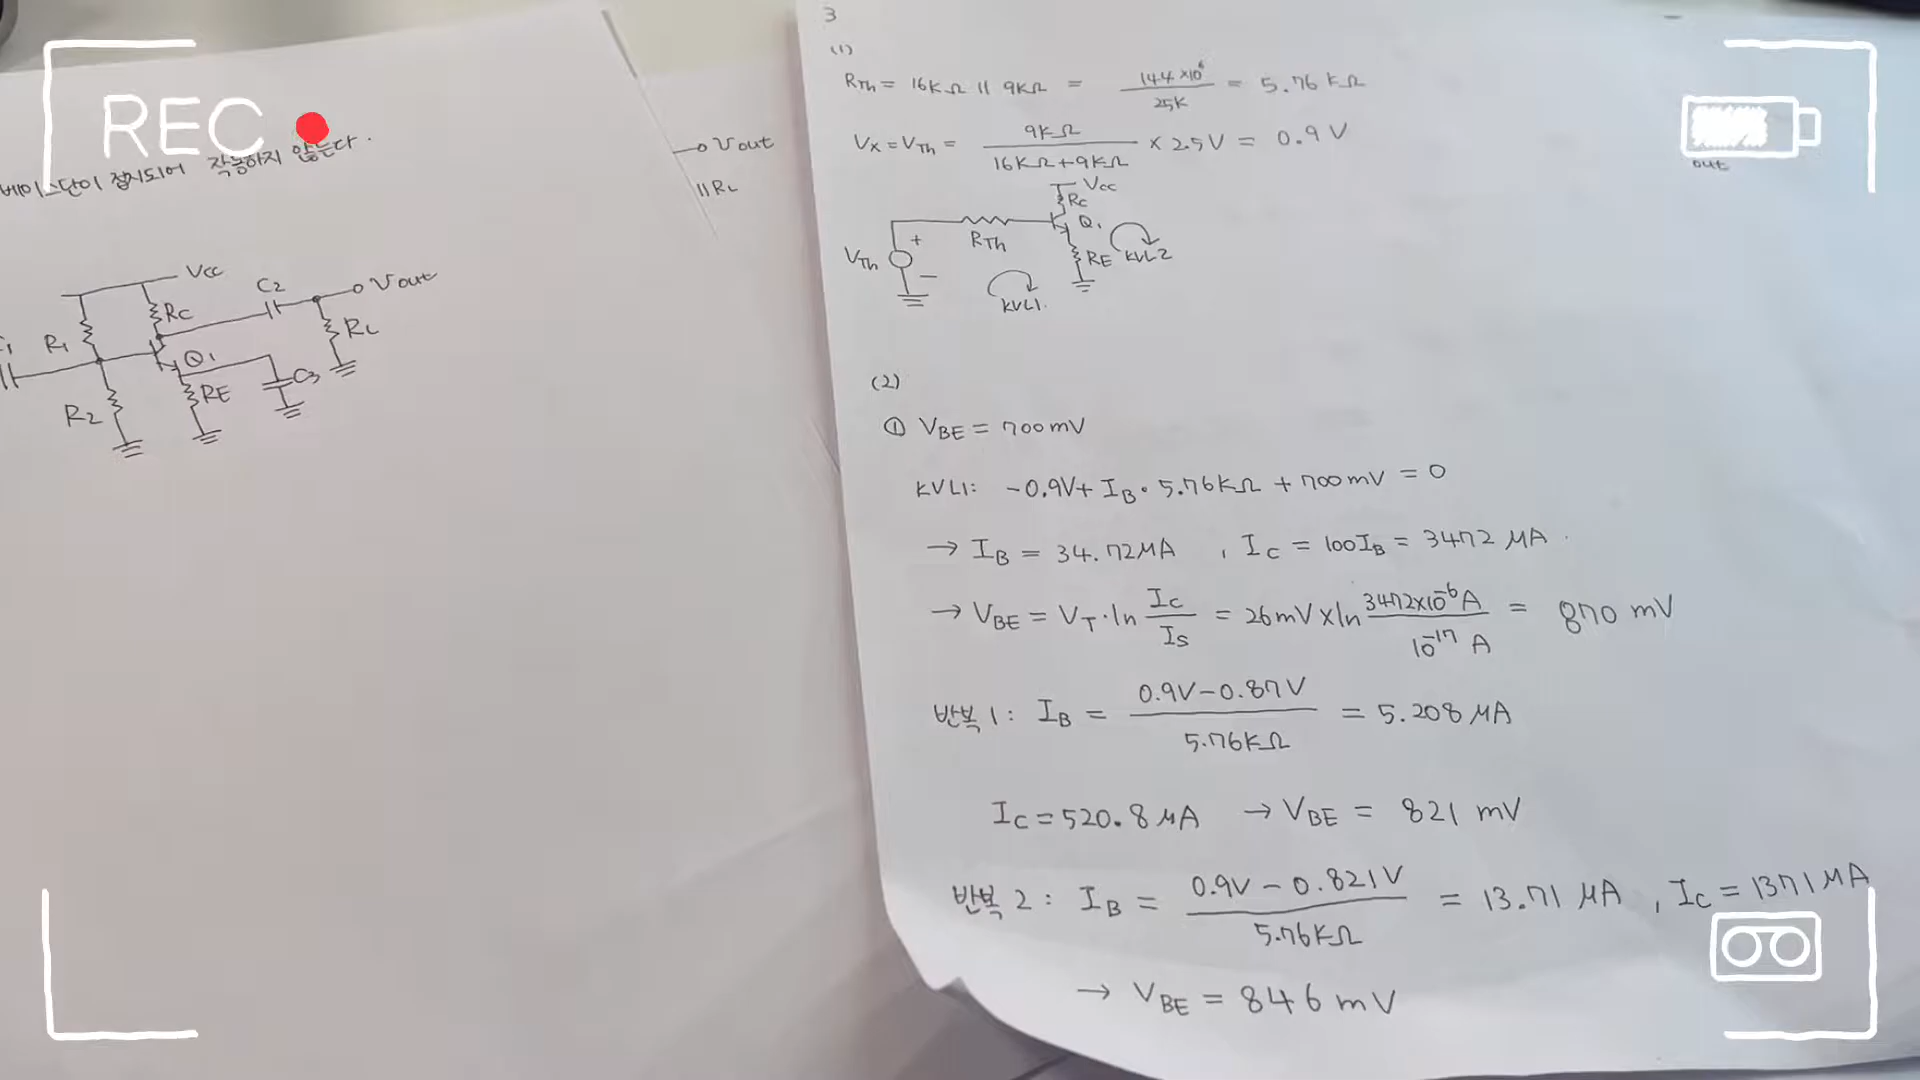 REC
베이스단이 접지되어 작동하지 않는다.
Vout
||RL
Vcc
RC
C2
Vout
RL
R1
Q1
C3
RE
R2
3
(1)
RTh = 16KΩ || 9KΩ = 144×10⁶ / 25K = 5.76 KΩ
VX = VTh = 9KΩ / 16KΩ+9KΩ × 2.5V = 0.9 V
out
Vcc
RC
Q1
RTh
+
VTh
−
RE
KVL2
KVL1.
(2)
① VBE = 700mV
KVL1: -0.9V + IB · 5.76KΩ + 700mV = 0
→ IB = 34.72μA , IC = 100IB = 3472 μA.
→ VBE = VT · ln IC / IS = 26mV × ln 3472×10⁻⁶A / 10⁻¹⁷ A = 870 mV
반복 1 : IB = 0.9V - 0.87V / 5.76KΩ = 5.208 μA
IC = 520.8 μA → VBE = 821 mV
반복 2 : IB = 0.9V - 0.821V / 5.76KΩ = 13.71 μA , IC = 1371 μA
→ VBE = 846 mV